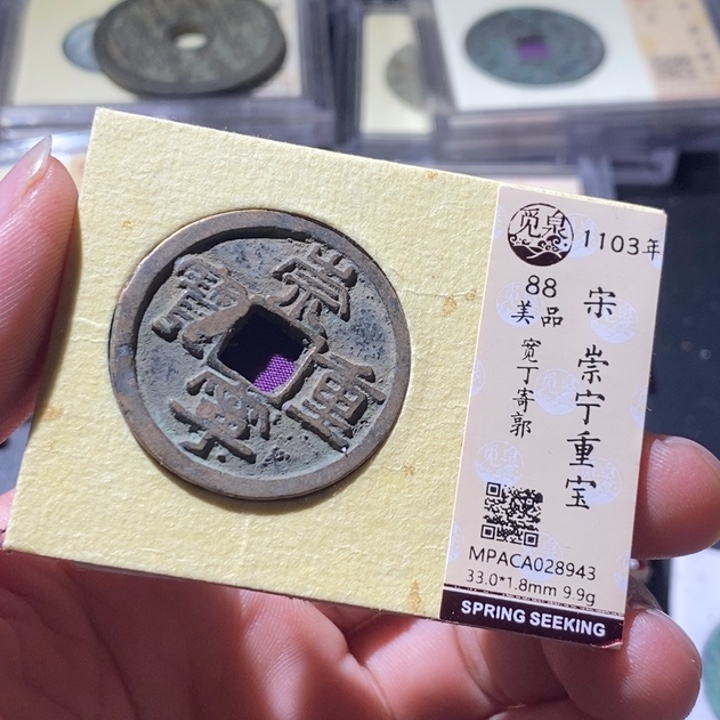 崇
寧
重
寶
觅泉
1103年
宋 崇宁重宝
88
美品
宽丁寄郭
MPACA028943
33.0*1.8mm 9.9g
SPRING SEEKING